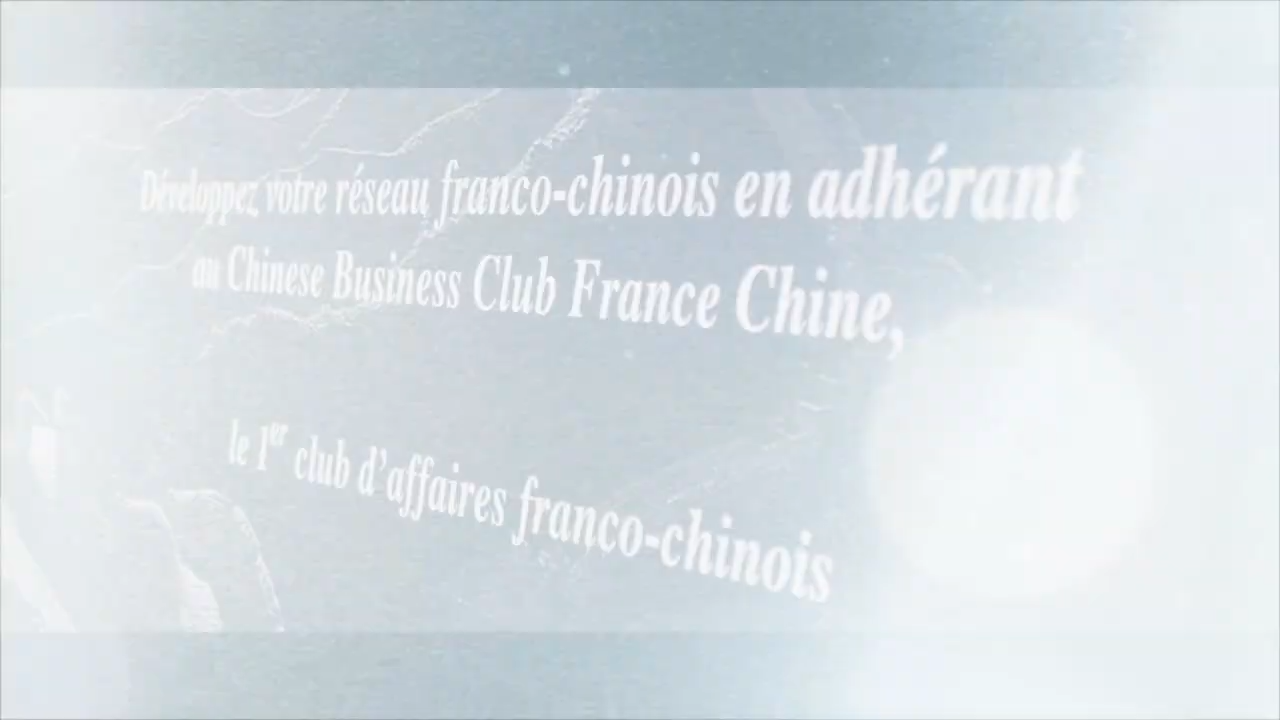 Développez votre réseau franco-chinois en adhérant
au Chinese Business Club France Chine,
le 1er club d'affaires franco-chinois